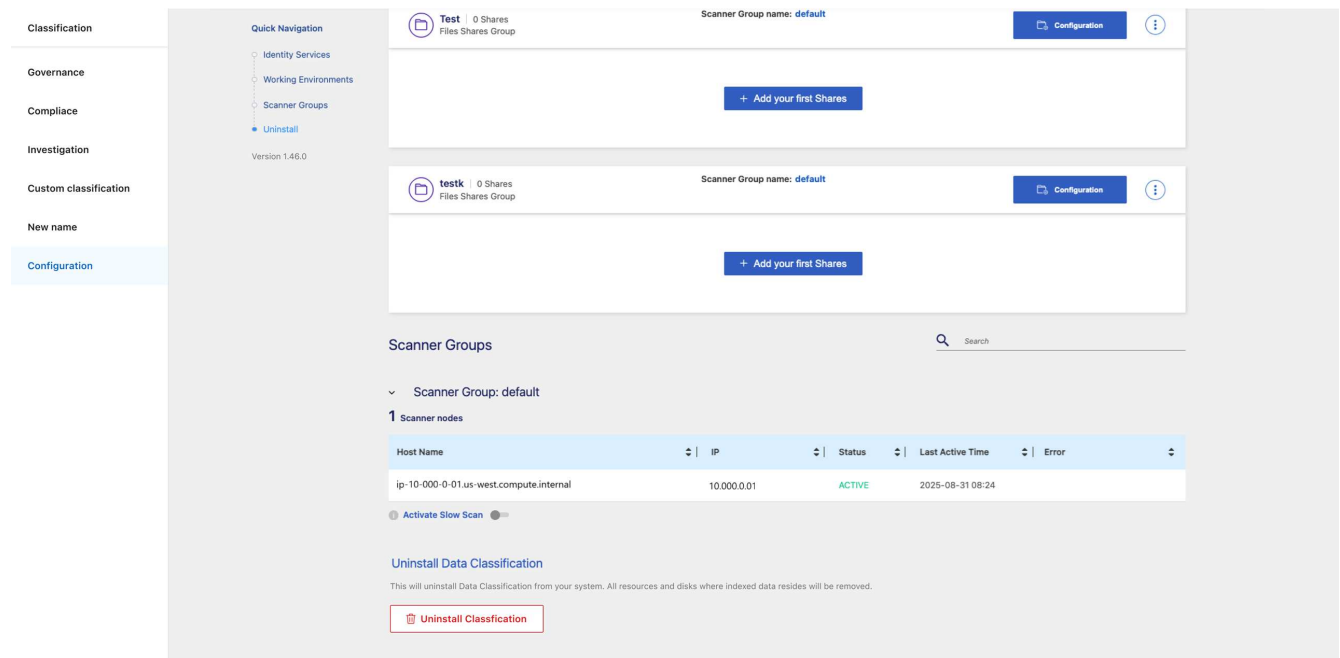 Classification
Governance
Compliace
Investigation
Custom classification
New name
Configuration
Quick Navigation
Identity Services
Working Environments
Scanner Groups
Uninstall
Version 1.46.0
Test | 0 Shares
Files Shares Group
Scanner Group name: default
Configuration
+ Add your first Shares
testk | 0 Shares
Files Shares Group
Scanner Group name: default
Configuration
+ Add your first Shares
Scanner Groups
Search
Scanner Group: default
1 Scanner nodes
Host Name IP Status Last Active Time Error
ip-10-000-0-01.us-west.compute.internal 10.000.0.01 ACTIVE 2025-08-31 08:24
Activate Slow Scan
Uninstall Data Classification
This will uninstall Data Classification from your system. All resources and disks where indexed data resides will be removed.
Uninstall Classfication